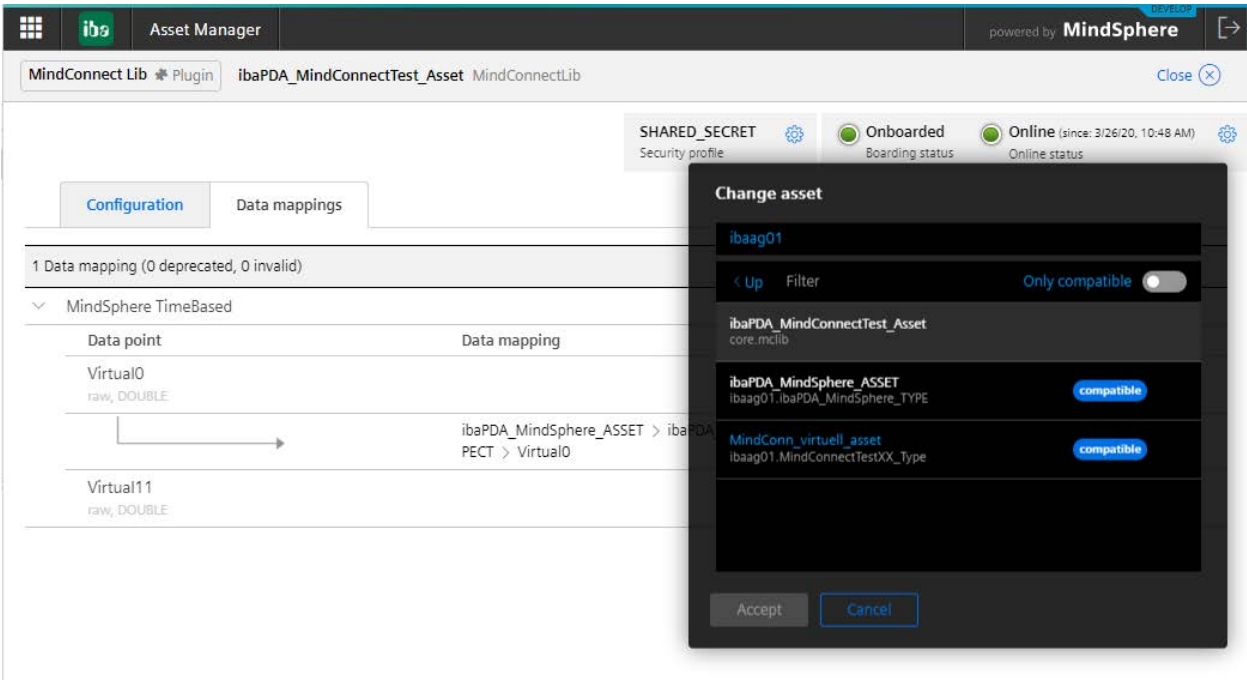 DEVELOP
iba Asset Manager powered by MindSphere
MindConnect Lib Plugin ibaPDA_MindConnectTest_Asset MindConnectLib Close
SHARED_SECRET Onboarded Online (since: 3/26/20, 10:48 AM)
Security profile Boarding status Online status
Configuration Data mappings
1 Data mapping (0 deprecated, 0 invalid)
MindSphere TimeBased
Data point Data mapping
Virtual0
raw, DOUBLE
ibaPDA_MindSphere_ASSET > ibaPDA_
PECT > Virtual0
Virtual11
raw, DOUBLE
Change asset
ibaag01
< Up Filter Only compatible
ibaPDA_MindConnectTest_Asset
core.mclib
ibaPDA_MindSphere_ASSET compatible
ibaag01.ibaPDA_MindSphere_TYPE
MindConn_virtuell_asset compatible
ibaag01.MindConnectTestXX_Type
Accept Cancel